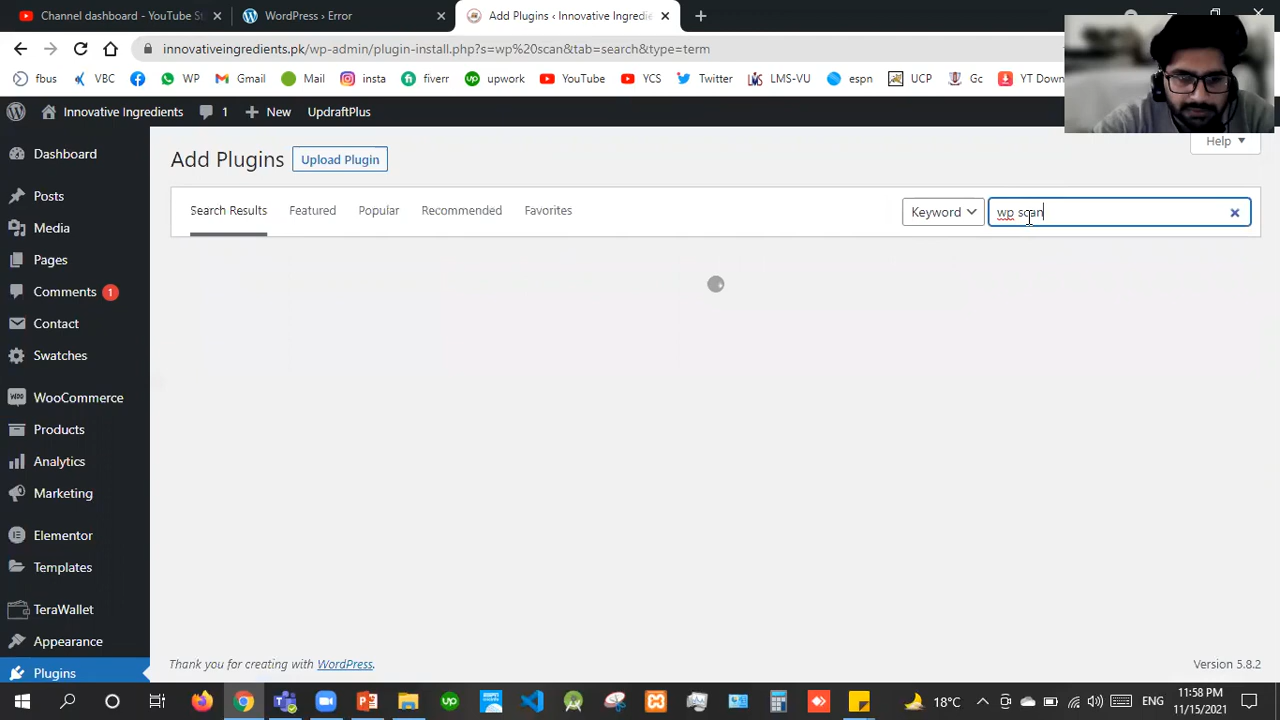 Channel dashboard - YouTube St
WordPress › Error
Add Plugins ‹ Innovative Ingredie
innovativeingredients.pk/wp-admin/plugin-install.php?s=wp%20scan&tab=search&type=term
fbus
VBC
WP
Gmail
Mail
insta
fiverr
upwork
YouTube
YCS
Twitter
LMS-VU
espn
UCP
Gc
YT Down
Innovative Ingredients
1
New
UpdraftPlus
Help
Add Plugins
Upload Plugin
Search Results
Featured
Popular
Recommended
Favorites
Keyword
wp scan
Dashboard
Posts
Media
Pages
Comments 1
Contact
Swatches
WooCommerce
Products
Analytics
Marketing
Elementor
Templates
TeraWallet
Appearance
Plugins
Thank you for creating with WordPress.
Version 5.8.2
18°C
ENG
11:58 PM
11/15/2021